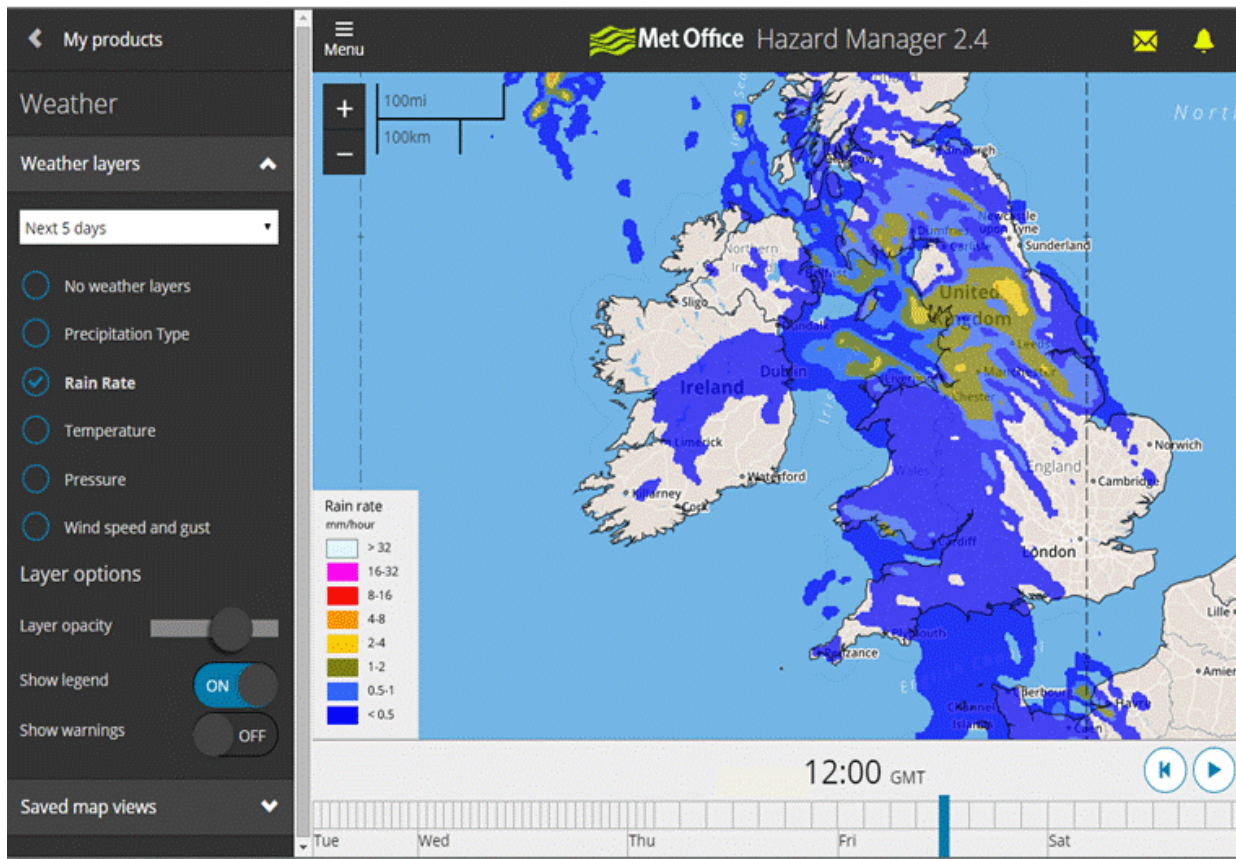 My products
Weather
Weather layers
Next 5 days
No weather layers
Precipitation Type
Rain Rate
Temperature
Pressure
Wind speed and gust
Layer options
Layer opacity
Show legend
ON
Show warnings
OFF
Saved map views
Menu
Met Office Hazard Manager 2.4
+
−
100mi
100km
North
Edinburgh
Glasgow
Newcastle
upon Tyne
Sunderland
Dumfries
Carlisle
Northern
Belfast
Sligo
United
Kingdom
Dundalk
Leeds
Dublin
Ireland
Manchester
Liverpool
Chester
Limerick
Norwich
England
Wales
Cambridge
Waterford
Killarney
Cork
Cardiff
London
Lille
Plymouth
Penzance
Amien
Cherbourg
Havre
Channel
Islands
Caen
Rain rate
mm/hour
> 32
16-32
8-16
4-8
2-4
1-2
0.5-1
< 0.5
12:00 GMT
Tue
Wed
Thu
Fri
Sat